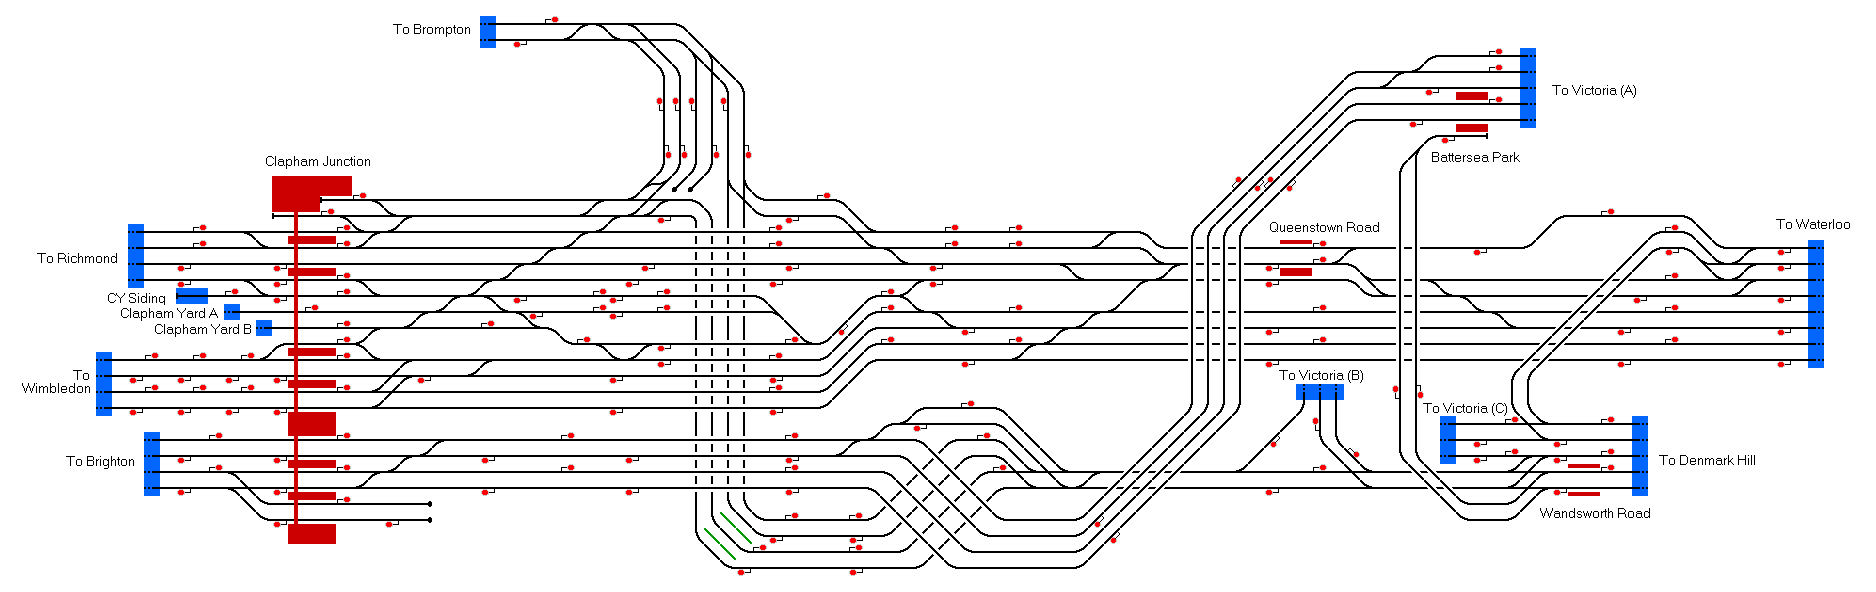 To Brompton
To Victoria (A)
Battersea Park
Clapham Junction
Queenstown Road
To Waterloo
To Richmond
CY Siding
Clapham Yard A
Clapham Yard B
To
Wimbledon
To Victoria (B)
To Victoria (C)
To Brighton
To Denmark Hill
Wandsworth Road